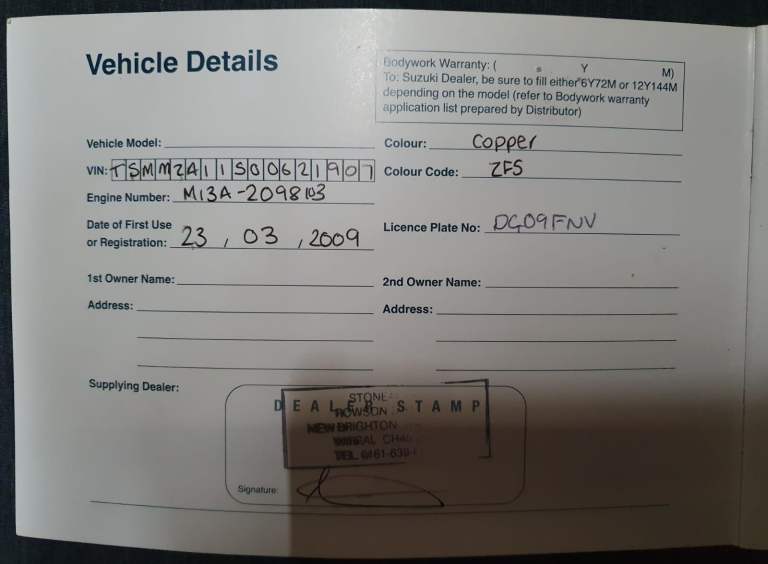 Vehicle Details
Bodywork Warranty: ( Y M)
To: Suzuki Dealer, be sure to fill either 6Y72M or 12Y144M
depending on the model (refer to Bodywork warranty
application list prepared by Distributor)
Vehicle Model:
Colour: Copper
VIN: TSMMZA11S00621907
Colour Code: ZFS
Engine Number: M13A-2098103
Date of First Use
or Registration: 23 , 03 , 2009
Licence Plate No: DG09FNV
1st Owner Name:
2nd Owner Name:
Address:
Address:
Supplying Dealer:
DEALER STAMP
STONE
ROWSON
NEW BRIGHTON
WIRRAL
TEL
Signature: